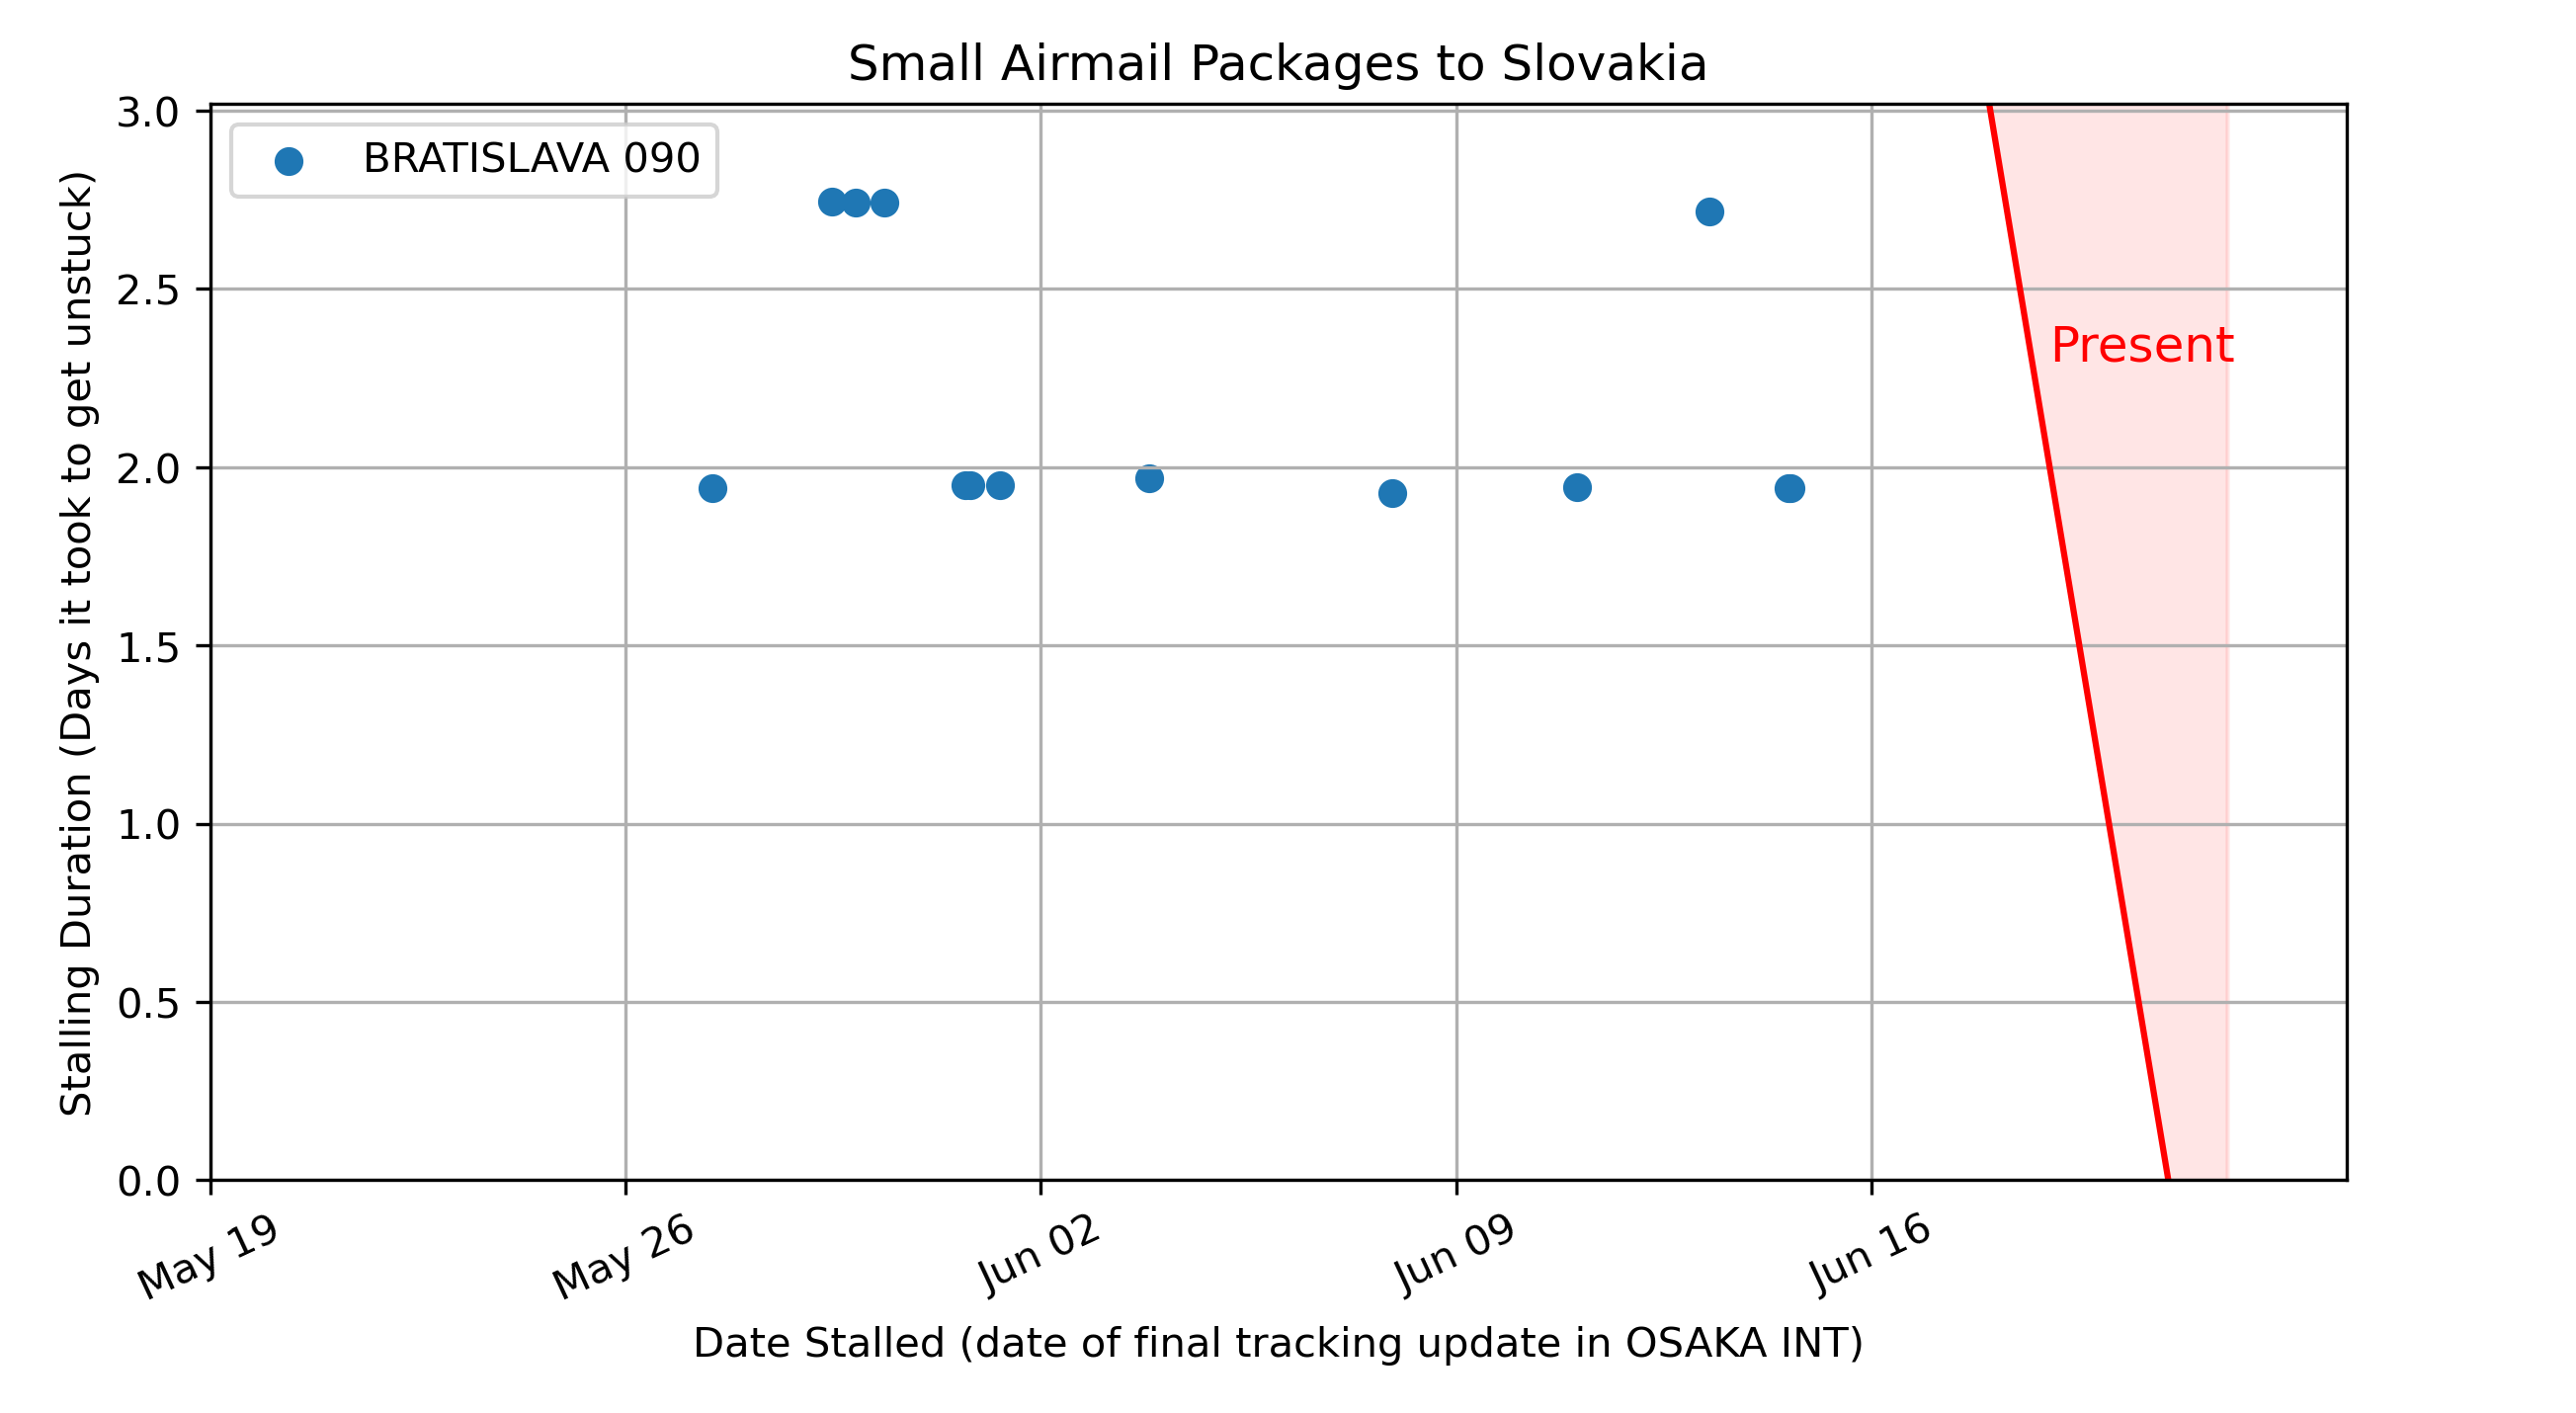 Small Airmail Packages to Slovakia
BRATISLAVA 090
Present
Stalling Duration (Days it took to get unstuck)
3.0
2.5
2.0
1.5
1.0
0.5
0.0
May 19
May 26
Jun 02
Jun 09
Jun 16
Date Stalled (date of final tracking update in OSAKA INT)